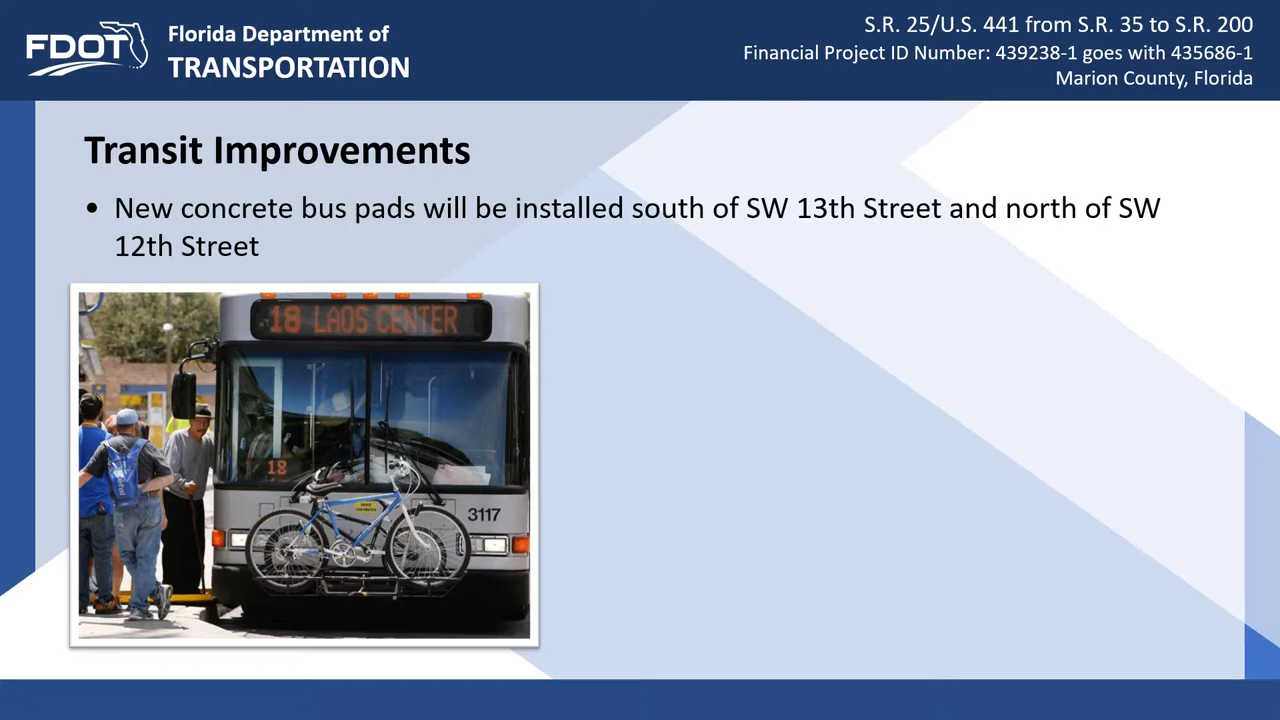 FDOT
Florida Department of
TRANSPORTATION
S.R. 25/U.S. 441 from S.R. 35 to S.R. 200
Financial Project ID Number: 439238-1 goes with 435686-1
Marion County, Florida
Transit Improvements
• New concrete bus pads will be installed south of SW 13th Street and north of SW
12th Street
18 LAOS CENTER
18
3117